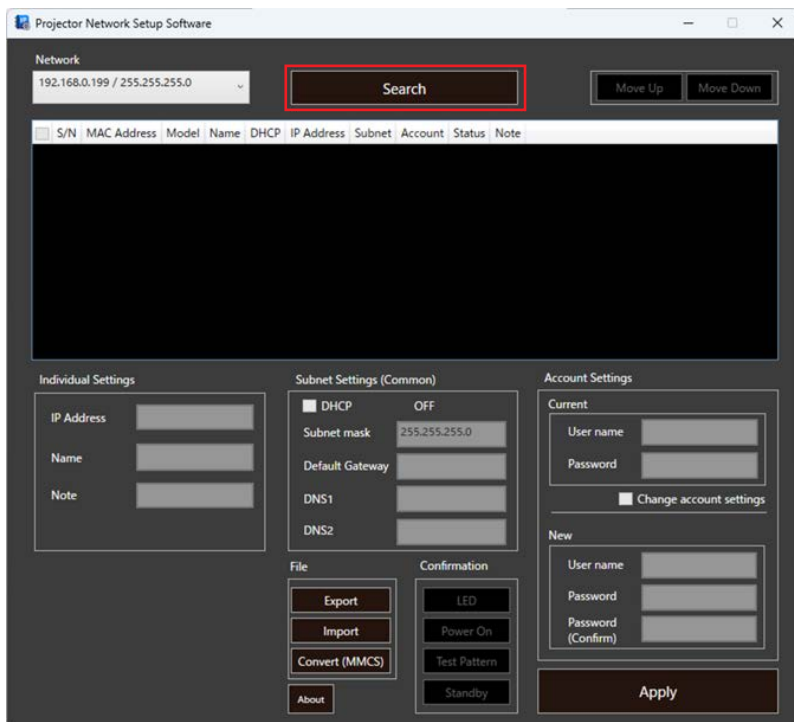 Projector Network Setup Software
Network
192.168.0.199 / 255.255.255.0
Search
Move Up Move Down
S/N MAC Address Model Name DHCP IP Address Subnet Account Status Note
Individual Settings
IP Address
Name
Note
Subnet Settings (Common)
DHCP OFF
Subnet mask 255.255.255.0
Default Gateway
DNS1
DNS2
Account Settings
Current
User name
Password
Change account settings
New
User name
Password
Password
(Confirm)
File
Export
Import
Convert (MMCS)
About
Confirmation
LED
Power On
Test Pattern
Standby
Apply